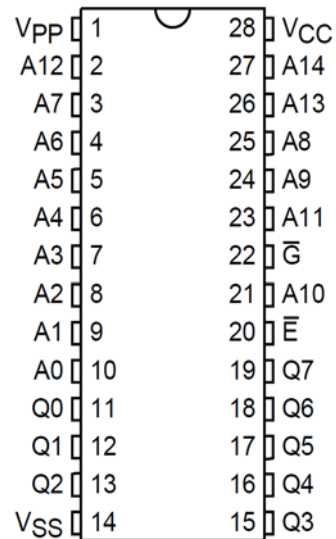 VPP 1 28 VCC
A12 2 27 A14
A7 3 26 A13
A6 4 25 A8
A5 5 24 A9
A4 6 23 A11
A3 7 22 G̅
A2 8 21 A10
A1 9 20 E̅
A0 10 19 Q7
Q0 11 18 Q6
Q1 12 17 Q5
Q2 13 16 Q4
VSS 14 15 Q3